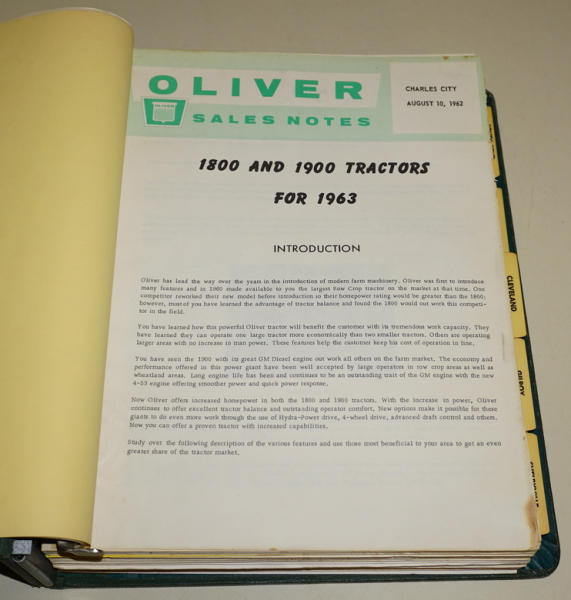 OLIVER
CHARLES CITY
AUGUST 10, 1962
OLIVER
SALES NOTES
1800 AND 1900 TRACTORS
FOR 1963
INTRODUCTION
Oliver has lead the way over the years in the introduction of modern farm machinery. Oliver was first to introduce
many features and in 1960 made available to you the largest Row Crop tractor on the market at that time. One
competitor reworked their new model before introduction so their horsepower rating would be greater than the 1800;
however, most of you have learned the advantage of tractor balance and found the 1800 would out work this competi-
tor in the field.
You have learned how this powerful Oliver tractor will benefit the customer with its tremendous work capacity. They
have learned they can operate one large tractor more economically than two smaller tractors. Others are operating
larger areas with no increase in man power. These features help the customer keep his cost of operation in line.
You have seen the 1900 with its great GM Diesel engine out work all others on the farm market. The economy and
performance offered in this power giant have been well accepted by large operators in row crop areas as well as
wheatland areas. Long engine life has been and continues to be an outstanding trait of the GM engine with the new
4-53 engine offering smoother power and quick power response.
Now Oliver offers increased horsepower in both the 1800 and 1900 tractors. With the increase in power, Oliver
continues to offer excellent tractor balance and outstanding operator comfort. New options make it possible for these
giants to do even more work through the use of Hydra-Power drive, 4-wheel drive, advanced draft control and others.
Now you can offer a proven tractor with increased capabilities.
Study over the following description of the various features and use those most beneficial to your area to get an even
greater share of the tractor market.
CLEVELAND